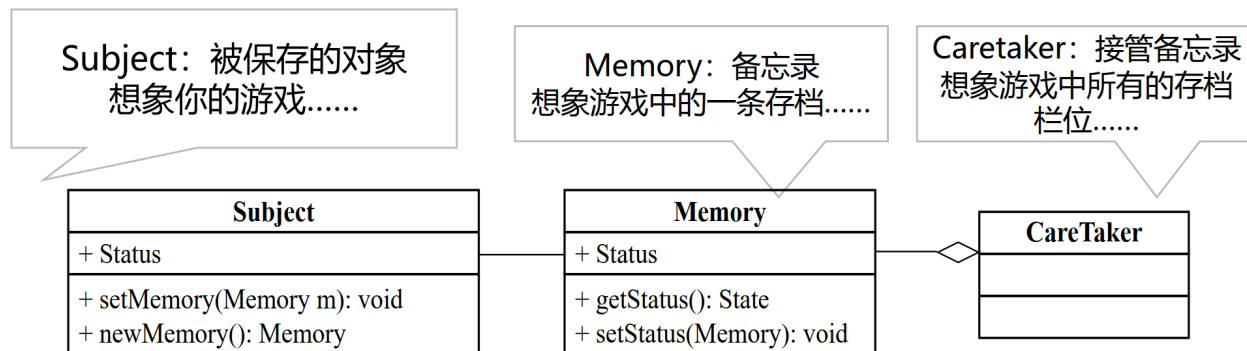 Subject：被保存的对象
想象你的游戏……
Memory：备忘录
想象游戏中的一条存档……
Caretaker：接管备忘录
想象游戏中所有的存档
栏位……
Subject
+ Status
+ setMemory(Memory m): void
+ newMemory(): Memory
Memory
+ Status
+ getStatus(): State
+ setStatus(Memory): void
CareTaker